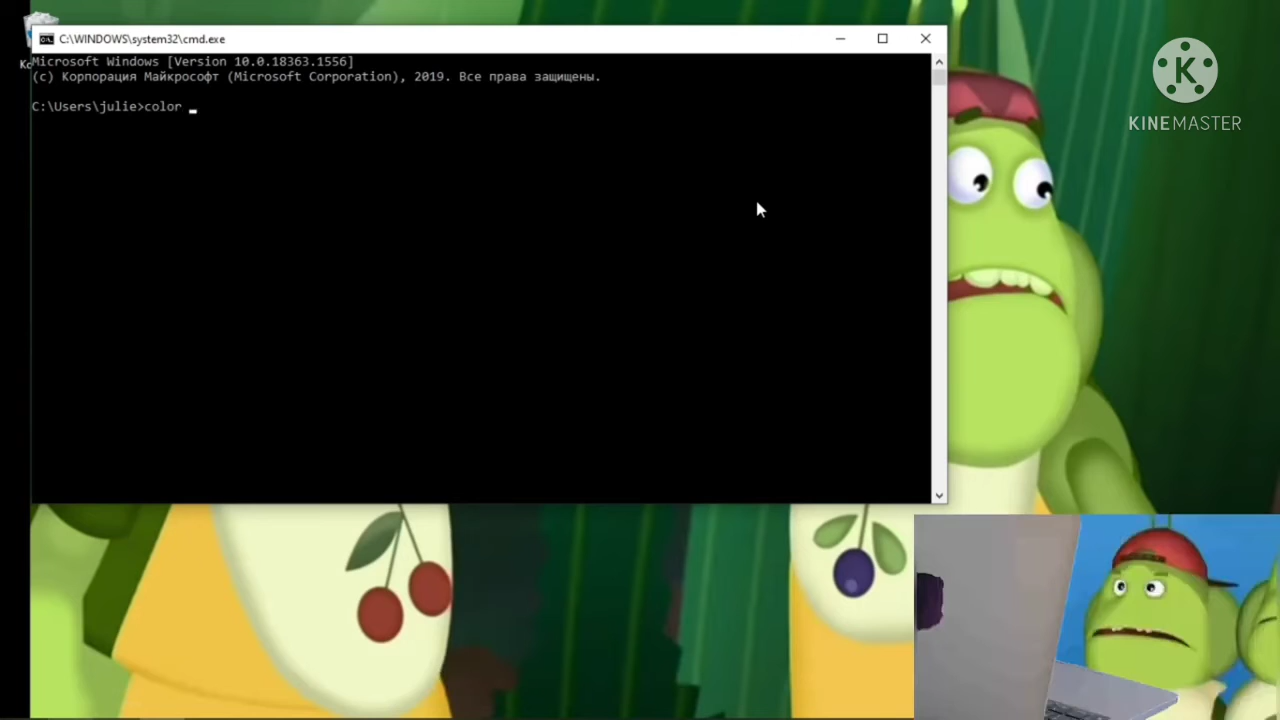 C:\WINDOWS\system32\cmd.exe
Microsoft Windows [Version 10.0.18363.1556]
(c) Корпорация Майкрософт (Microsoft Corporation), 2019. Все права защищены.
C:\Users\julie>color
K
KINEMASTER